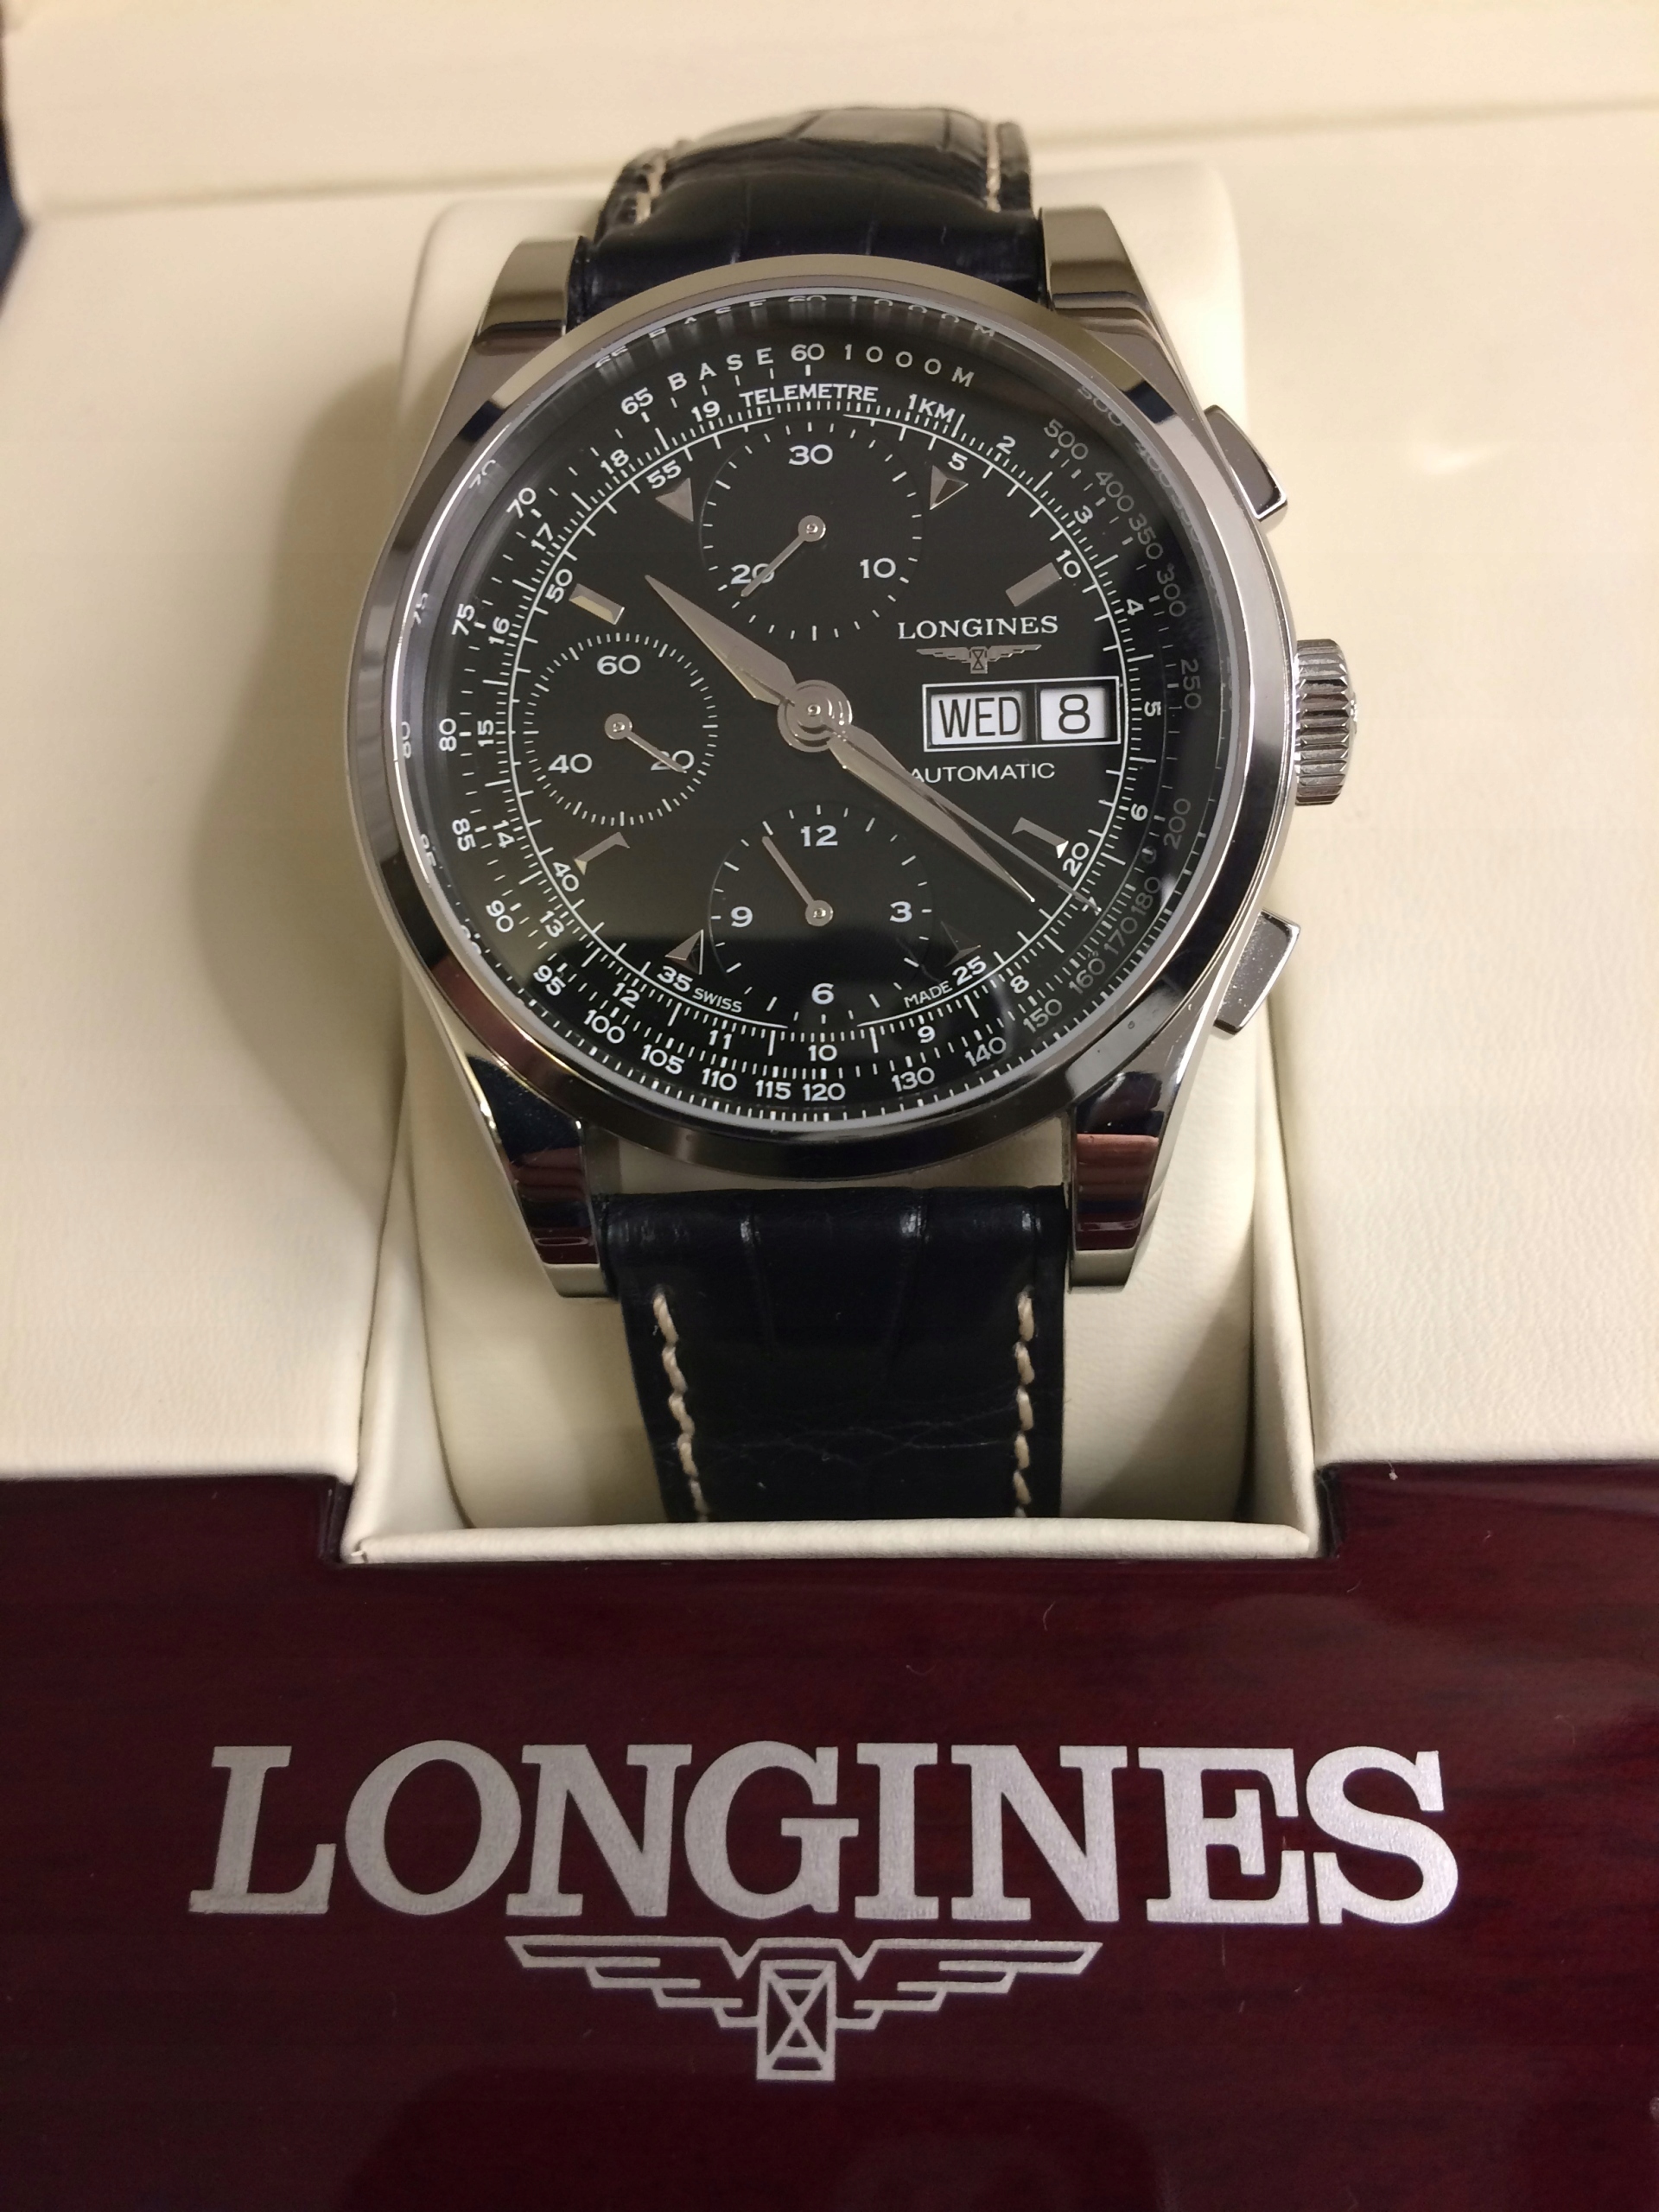 BASE 60 1000M
TELEMETRE 1KM
65 70 75 80 85 90 95 100 105 110 115 120 130 140 150 160 170 180 200 250 300 350 400 500
2 3 4 5 6 7 8 9 10 11 12 13 14 15 16 17 18 19
5 10 20 25 35 40 50 55
30
20 10
LONGINES
WED 8
AUTOMATIC
60
40 20
12
9 3
6
SWISS MADE
LONGINES